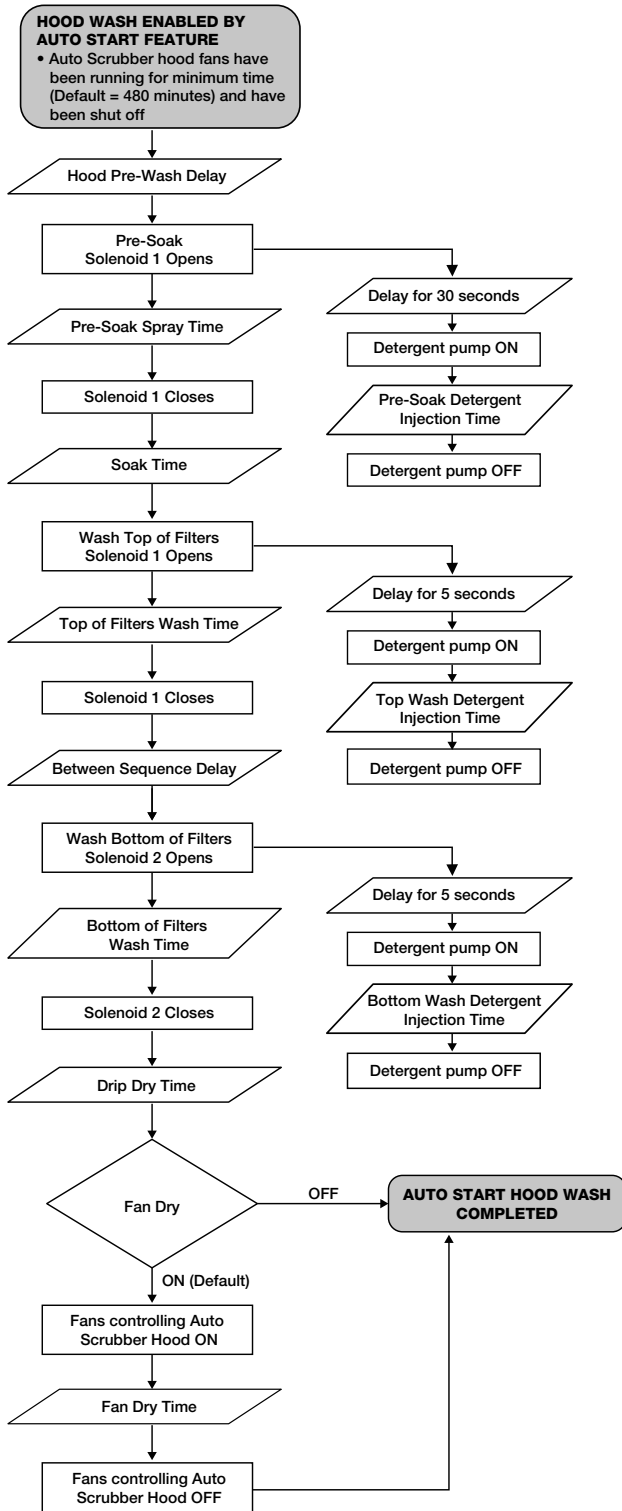 HOOD WASH ENABLED BY
AUTO START FEATURE
• Auto Scrubber hood fans have
been running for minimum time
(Default = 480 minutes) and have
been shut off
Hood Pre-Wash Delay
Pre-Soak
Solenoid 1 Opens
Delay for 30 seconds
Pre-Soak Spray Time
Detergent pump ON
Solenoid 1 Closes
Pre-Soak Detergent
Injection Time
Soak Time
Detergent pump OFF
Wash Top of Filters
Solenoid 1 Opens
Delay for 5 seconds
Top of Filters Wash Time
Detergent pump ON
Solenoid 1 Closes
Top Wash Detergent
Injection Time
Between Sequence Delay
Detergent pump OFF
Wash Bottom of Filters
Solenoid 2 Opens
Delay for 5 seconds
Bottom of Filters
Wash Time
Detergent pump ON
Solenoid 2 Closes
Bottom Wash Detergent
Injection Time
Drip Dry Time
Detergent pump OFF
Fan Dry
OFF
AUTO START HOOD WASH
COMPLETED
ON (Default)
Fans controlling Auto
Scrubber Hood ON
Fan Dry Time
Fans controlling Auto
Scrubber Hood OFF